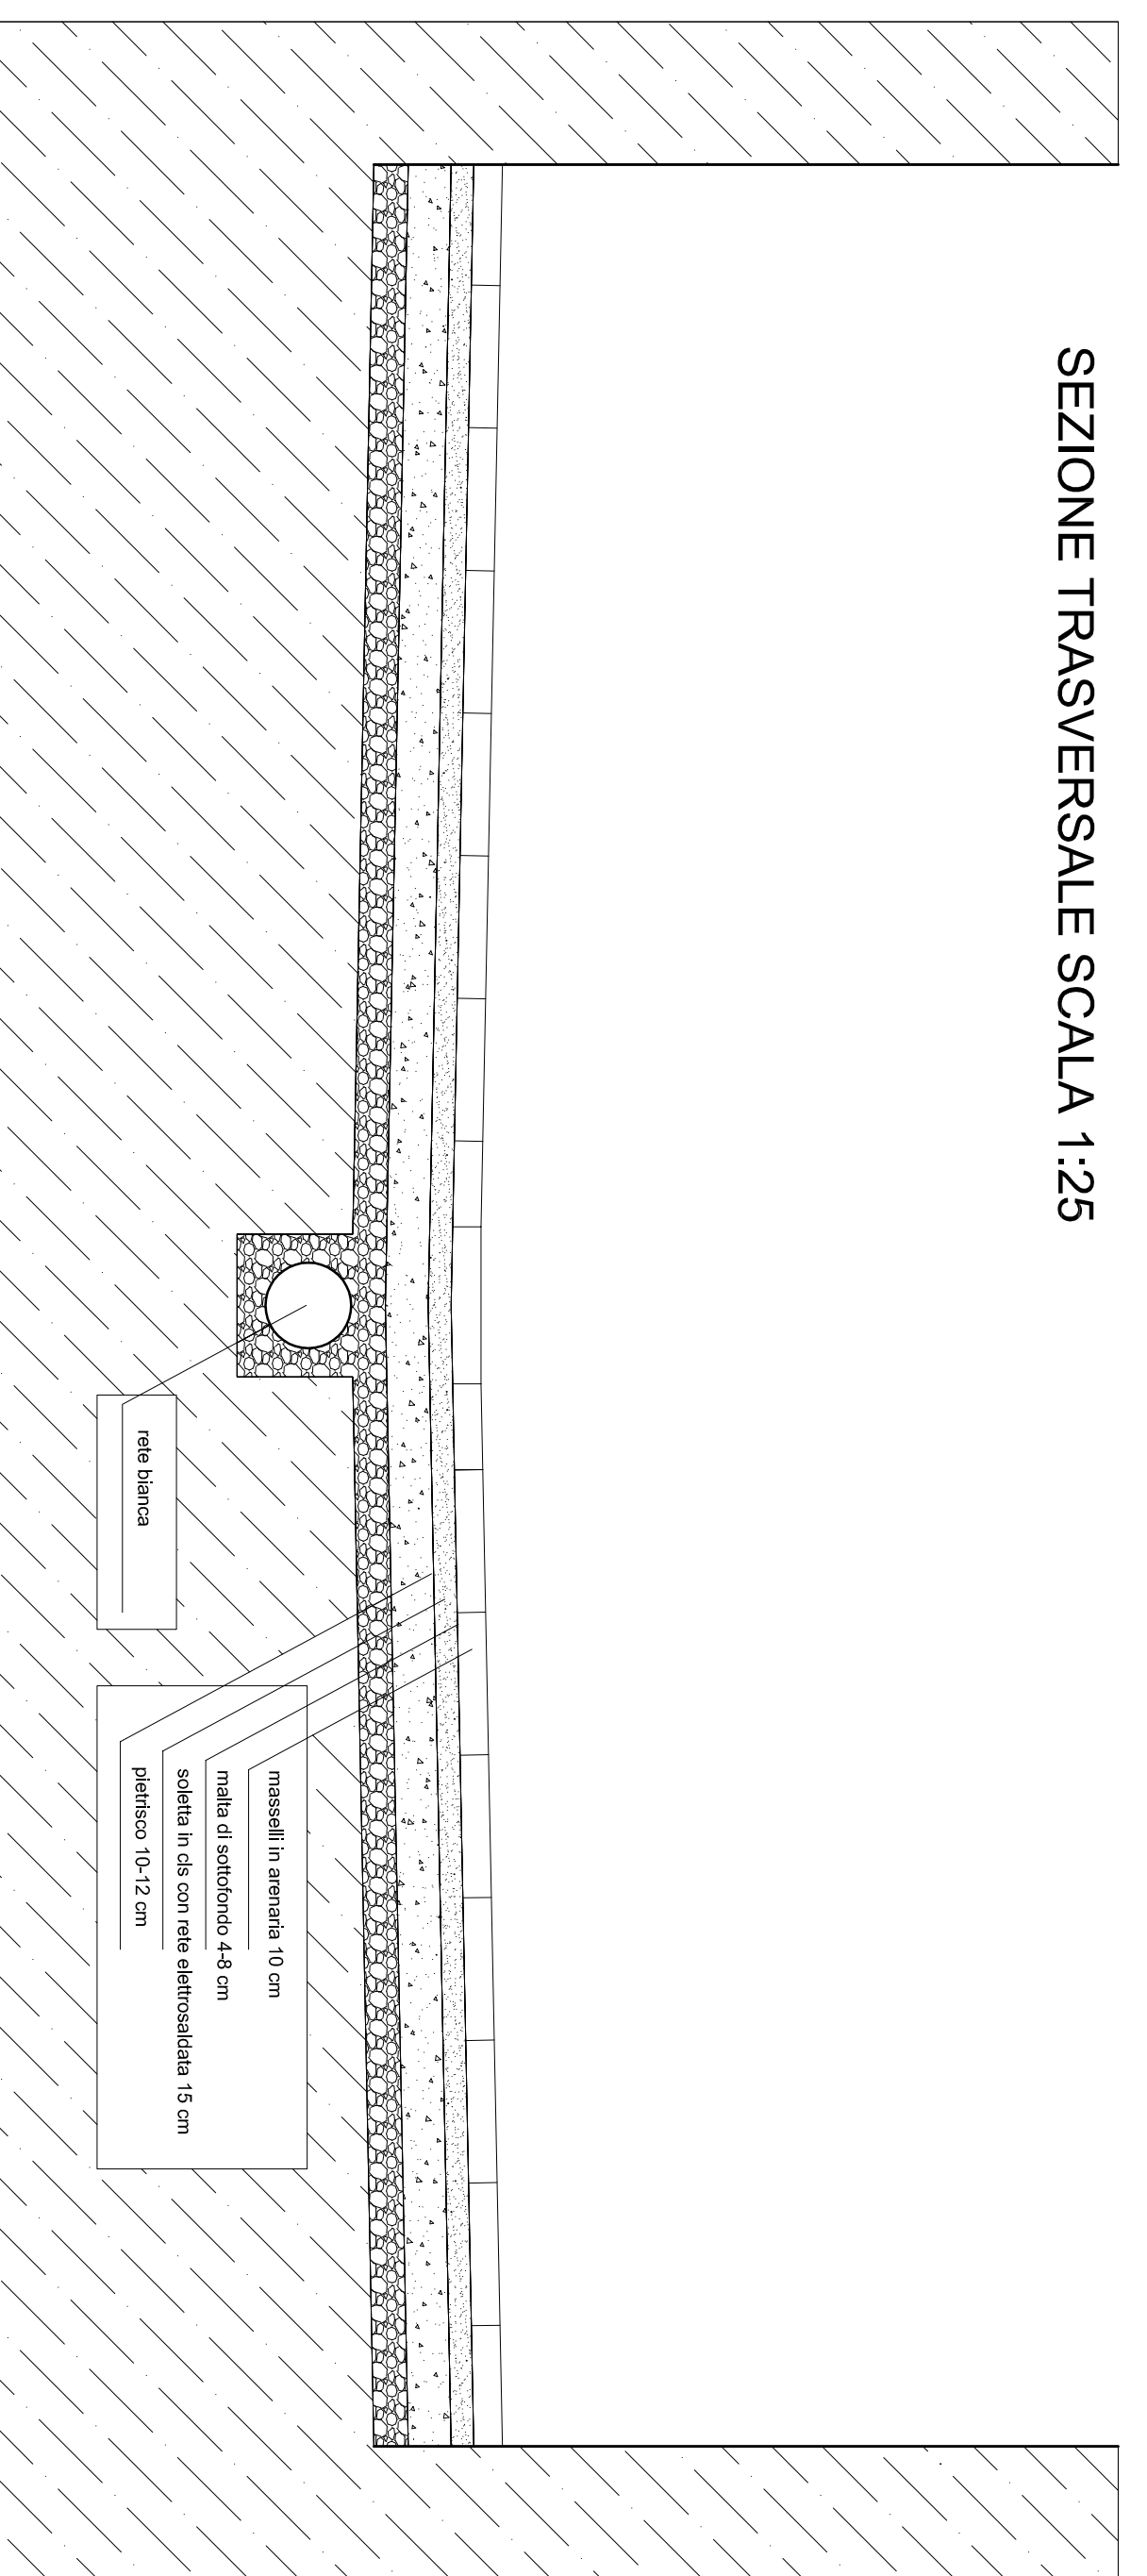 SEZIONE TRASVERSALE SCALA 1:25
rete bianca
masselli in arenaria 10 cm
malta di sottofondo 4-8 cm
soletta in cls con rete elettrosaldata 15 cm
pietrisco 10-12 cm